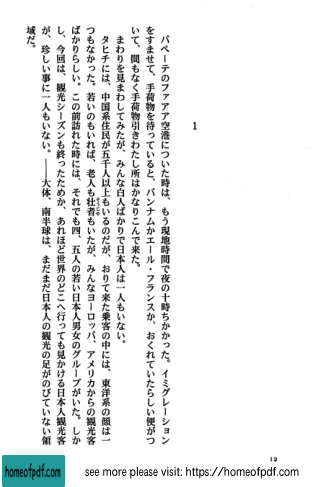 1
パペーテのファアア空港についた時は、もう現地時間で夜の十時ちかかった。イミグレーション
をすませて、手荷物を待っていると、パンナムかエール・フランスか、おくれていたらしい便がつ
いて、間もなく手荷物引きわたし所はかなりこんで来た。
まわりを見まわしてみたが、みんな白人ばかりで日本人は一人もいない。
タヒチには、中国系住民が五千人以上もいるのだが、おりて来た乗客の中には、東洋系の顔は一
つもなかった。若いのもいれば、老人も壮者もいたが、みんなヨーロッパ、アメリカからの観光客
ばかりらしい。この前訪れた時には、それでも四、五人の若い日本人男女のグループがいた。しか
し、今回は、観光シーズンも終ったためか、あれほど世界のどこへ行っても見かける日本人観光客
が、珍しい事に一人もいない。——大体、南半球は、まだまだ日本人の観光の足がのびていない領
域だ。
12
homeofpdf.com
see more please visit: https://homeofpdf.com